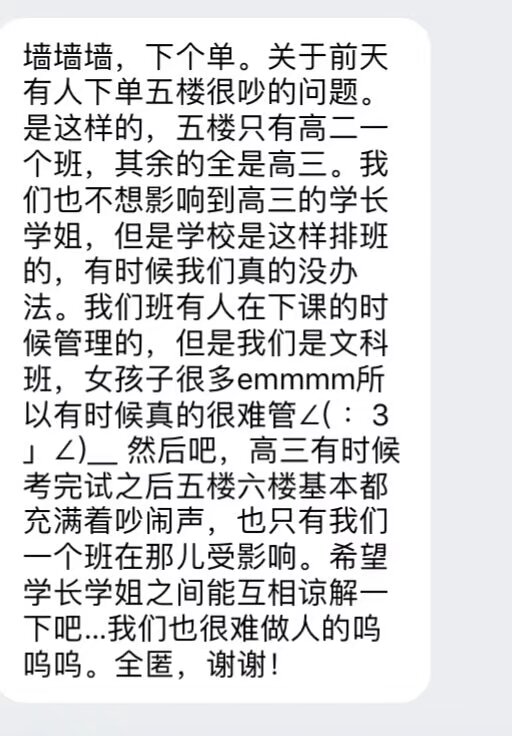 墙墙墙，下个单。关于前天
有人下单五楼很吵的问题。
是这样的，五楼只有高二一
个班，其余的全是高三。我
们也不想影响到高三的学长
学姐，但是学校是这样排班
的，有时候我们真的没办
法。我们班有人在下课的时
候管理的，但是我们是文科
班，女孩子很多emmmm所
以有时候真的很难管∠( ：3
」∠)__ 然后吧，高三有时候
考完试之后五楼六楼基本都
充满着吵闹声，也只有我们
一个班在那儿受影响。希望
学长学姐之间能互相谅解一
下吧...我们也很难做人的呜
呜呜。全匿，谢谢！